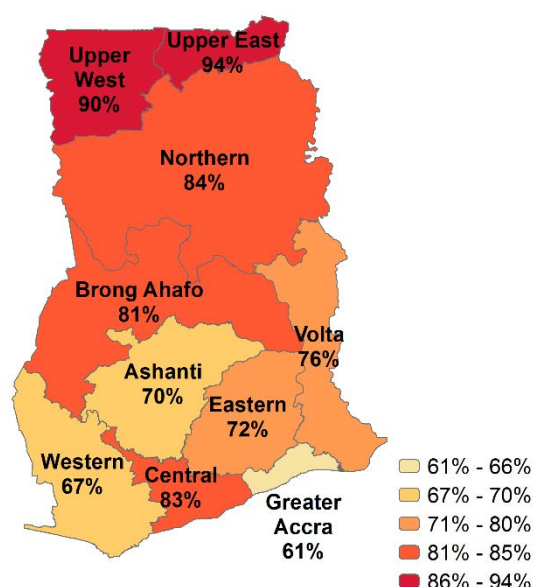 Upper East
94%
Upper
West
90%
Northern
84%
Brong Ahafo
81%
Volta
76%
Ashanti
70%
Eastern
72%
Western
67%
Central
83%
Greater
Accra
61%
61% - 66%
67% - 70%
71% - 80%
81% - 85%
86% - 94%